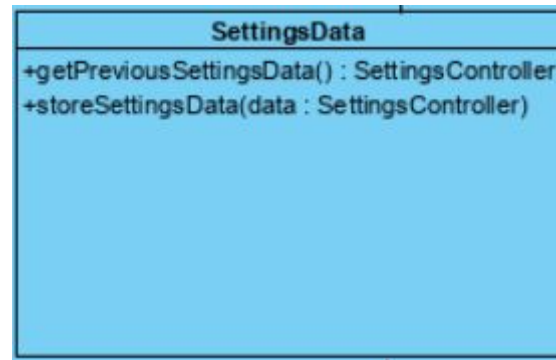 SettingsData
+getPreviousSettingsData() : SettingsController
+storeSettingsData(data : SettingsController)